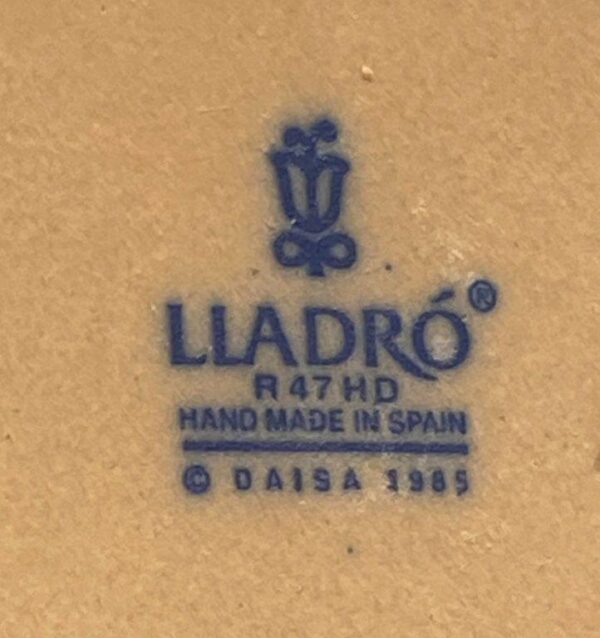 LLADRÓ®
R 47 HD
HAND MADE IN SPAIN
© DAISA 1985